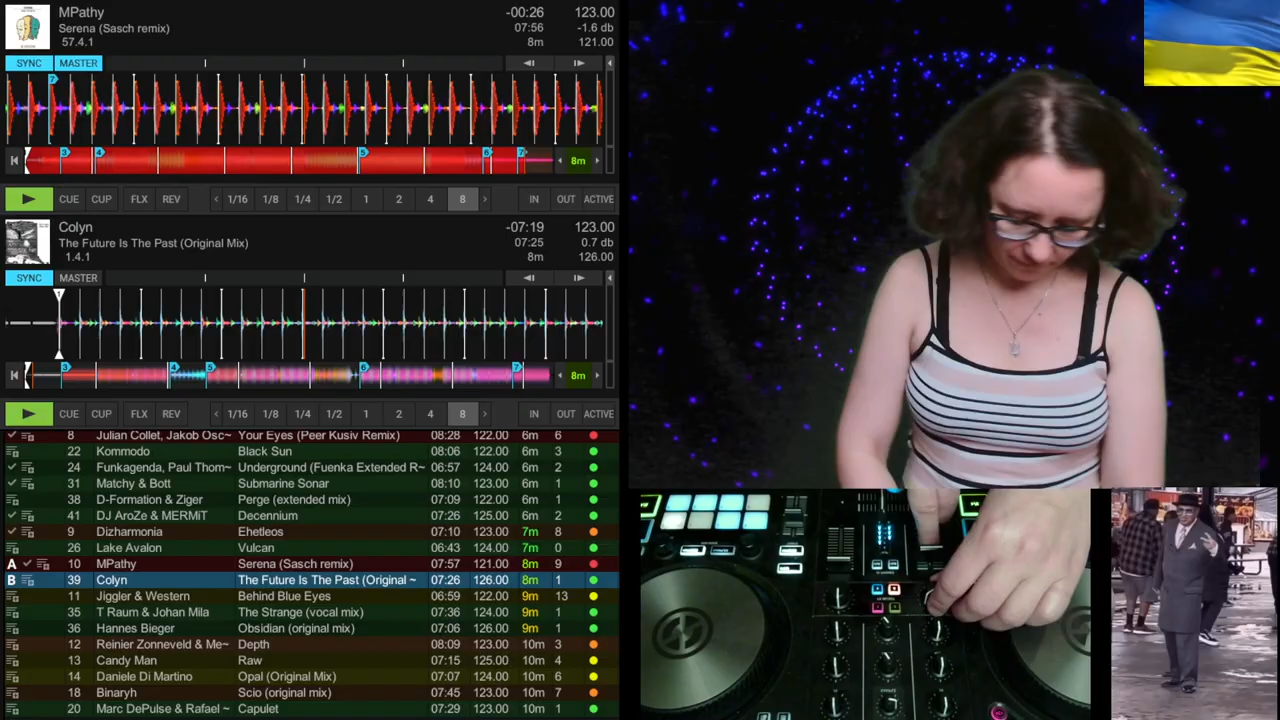 MPathy -00:26 123.00
Serena (Sasch remix) 07:56 -1.6 db
57.4.1 8m 121.00
SYNC MASTER
7
3 4 5 6 7 8m
CUE CUP FLX REV 1/16 1/8 1/4 1/2 1 2 4 8 IN OUT ACTIVE
Colyn -07:19 123.00
The Future Is The Past (Original Mix) 07:25 0.7 db
1.4.1 8m 126.00
SYNC MASTER
3 4 5 6 7 8m
CUE CUP FLX REV 1/16 1/8 1/4 1/2 1 2 4 8 IN OUT ACTIVE
8 Julian Collet, Jakob Osc~ Your Eyes (Peer Kusiv Remix) 08:28 122.00 6m 6
22 Kommodo Black Sun 08:06 122.00 6m 3
24 Funkagenda, Paul Thom~ Underground (Fuenka Extended R~ 06:57 124.00 6m 2
31 Matchy & Bott Submarine Sonar 08:10 123.00 6m 1
38 D-Formation & Ziger Perge (extended mix) 07:09 122.00 6m 1
41 DJ AroZe & MERMiT Decennium 07:26 125.00 6m 2
9 Dizharmonia Ehetleos 07:10 123.00 7m 8
26 Lake Avalon Vulcan 06:43 124.00 7m 0
A 10 MPathy Serena (Sasch remix) 07:57 121.00 8m 9
B 39 Colyn The Future Is The Past (Original ~ 07:26 126.00 8m 1
11 Jiggler & Western Behind Blue Eyes 06:59 122.00 9m 13
35 T Raum & Johan Mila The Strange (vocal mix) 07:36 124.00 9m 1
36 Hannes Bieger Obsidian (original mix) 07:06 126.00 9m 1
12 Reinier Zonneveld & Me~ Depth 08:09 123.00 10m 3
13 Candy Man Raw 07:15 125.00 10m 4
14 Daniele Di Martino Opal (Original Mix) 07:07 124.00 10m 6
18 Binaryh Scio (original mix) 07:45 123.00 10m 5
20 Marc DePulse & Rafael ~ Capulet 07:29 123.00 10m 1